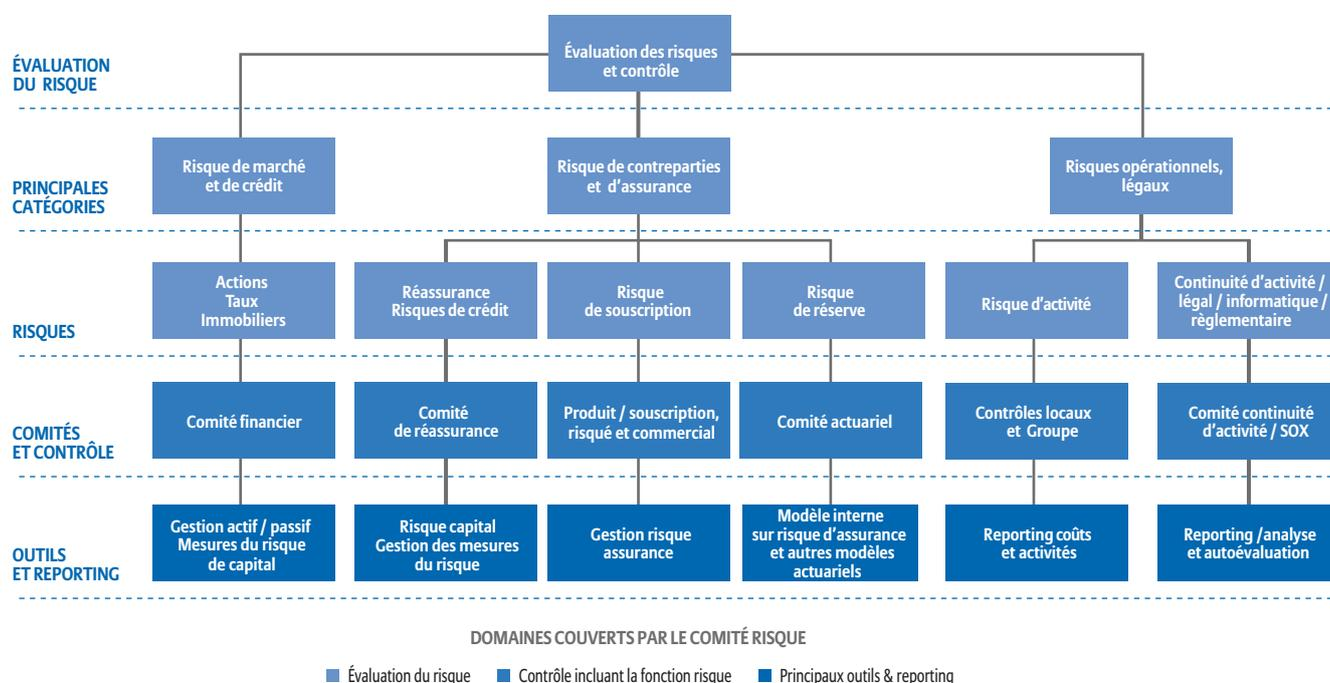 Évaluation des risques
et contrôle
ÉVALUATION
DU RISQUE
PRINCIPALES
CATÉGORIES
Risque de marché
et de crédit
Risque de contreparties
et d'assurance
Risques opérationnels,
légaux
RISQUES
Actions
Taux
Immobiliers
Réassurance
Risques de crédit
Risque
de souscription
Risque
de réserve
Risque d'activité
Continuité d'activité /
légal / informatique /
règlementaire
COMITÉS
ET CONTRÔLE
Comité financier
Comité
de réassurance
Produit / souscription,
risqué et commercial
Comité actuariel
Contrôles locaux
et Groupe
Comité continuité
d'activité / SOX
OUTILS
ET REPORTING
Gestion actif / passif
Mesures du risque
de capital
Risque capital
Gestion des mesures
du risque
Gestion risque
assurance
Modèle interne
sur risque d'assurance
et autres modèles
actuariels
Reporting coûts
et activités
Reporting /analyse
et autoévaluation
DOMAINES COUVERTS PAR LE COMITÉ RISQUE
Évaluation du risque
Contrôle incluant la fonction risque
Principaux outils & reporting